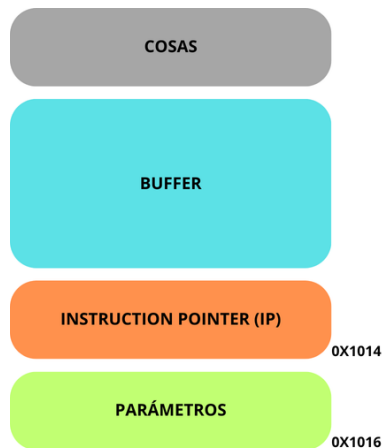 COSAS
BUFFER
INSTRUCTION POINTER (IP)
0X1014
PARÁMETROS
0X1016